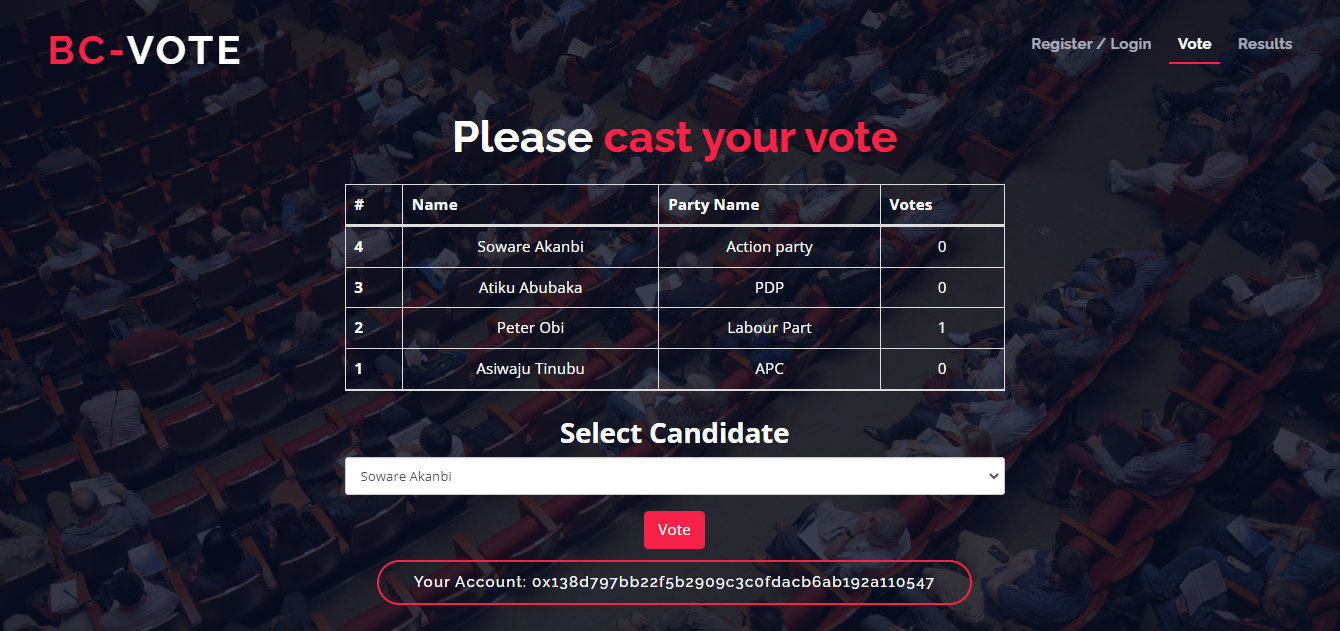 BC-VOTE
Register / Login Vote Results
Please cast your vote
# Name Party Name Votes
4 Soware Akanbi Action party 0
3 Atiku Abubaka PDP 0
2 Peter Obi Labour Part 1
1 Asiwaju Tinubu APC 0
Select Candidate
Soware Akanbi
Vote
Your Account: 0x138d797bb22f5b2909c3c0fdacb6ab192a110547